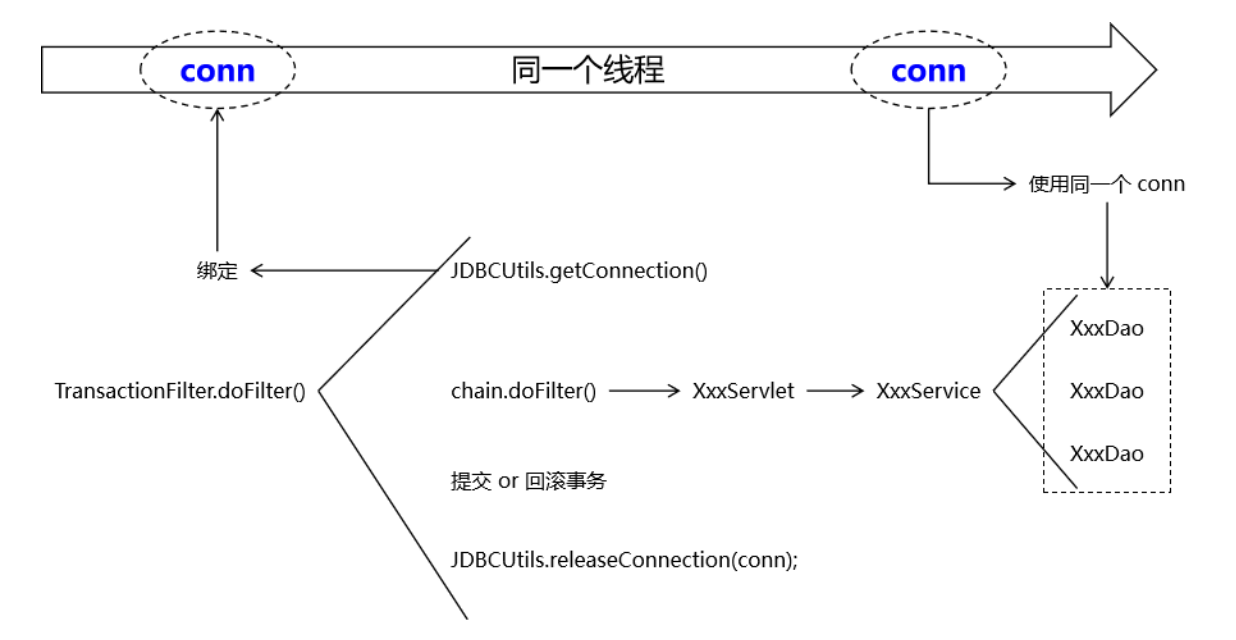 conn 同一个线程 conn
使用同一个 conn
绑定 JDBCUtils.getConnection()
XxxDao
TransactionFilter.doFilter() chain.doFilter() XxxServlet XxxService XxxDao
XxxDao
提交 or 回滚事务
JDBCUtils.releaseConnection(conn);